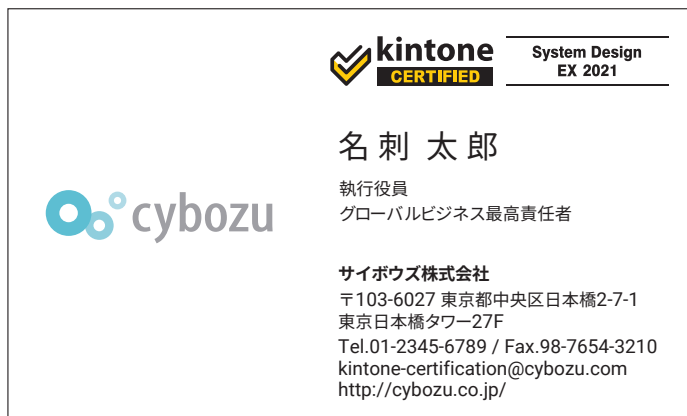 kintone
CERTIFIED
System Design
EX 2021
cybozu
名刺 太郎
執行役員
グローバルビジネス最高責任者
サイボウズ株式会社
〒103-6027 東京都中央区日本橋2-7-1
東京日本橋タワー27F
Tel.01-2345-6789 / Fax.98-7654-3210
kintone-certification@cybozu.com
http://cybozu.co.jp/